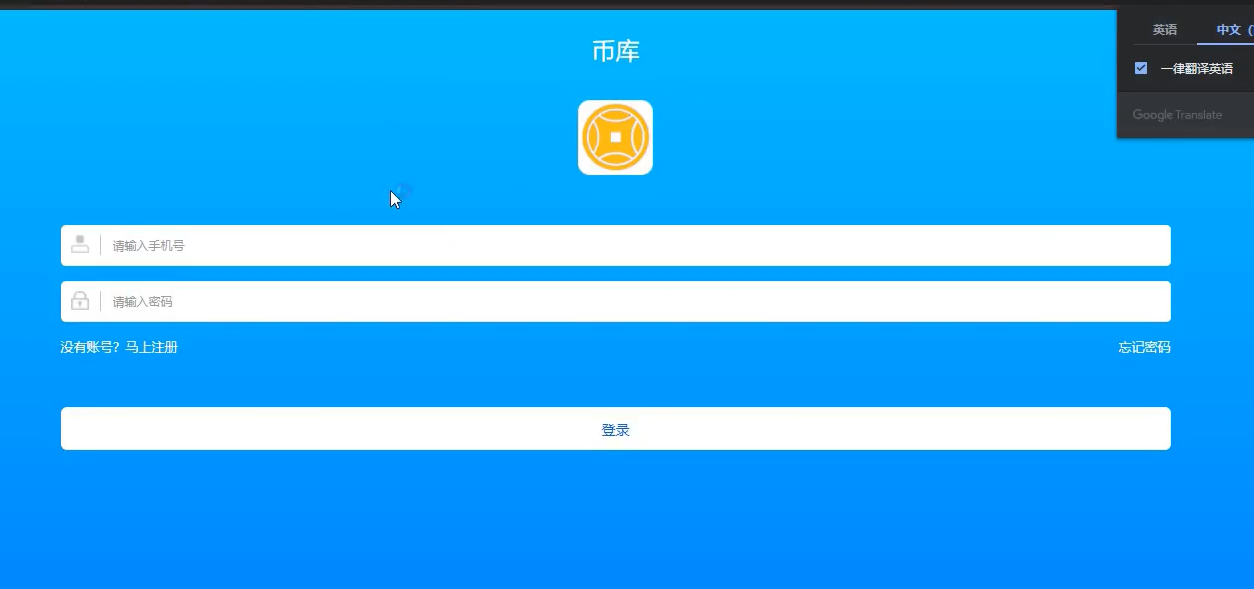 币库
英语
中文 (
一律翻译英语
Google Translate
请输入手机号
请输入密码
没有账号？马上注册
忘记密码
登录